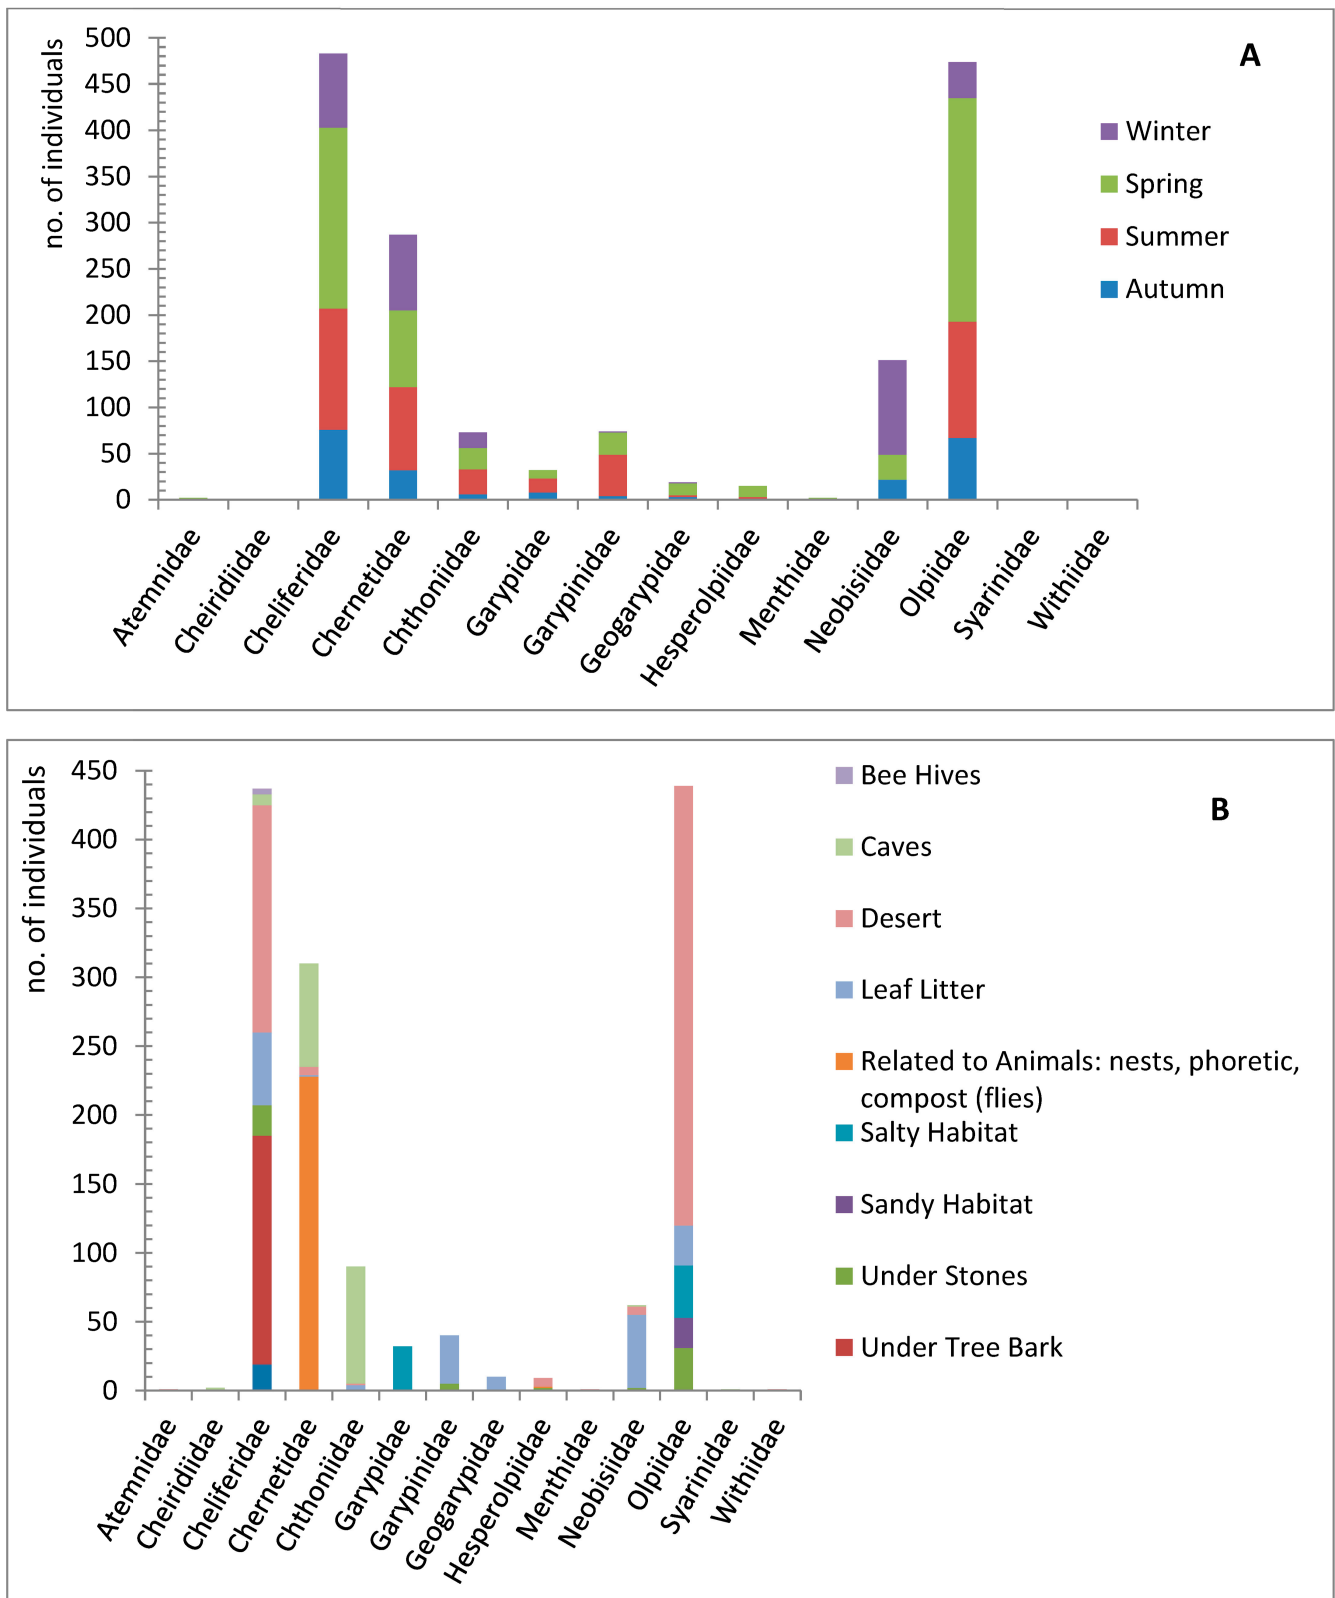 A
no. of individuals
500
450
400
350
300
250
200
150
100
50
0
Winter
Spring
Summer
Autumn
Atemnidae
Cheiridiidae
Cheliferidae
Chernetidae
Chthoniidae
Garypidae
Garypinidae
Geogarypidae
Hesperolpiidae
Menthidae
Neobisiidae
Olpiidae
Syarinidae
Withiidae
B
no. of individuals
450
400
350
300
250
200
150
100
50
0
Bee Hives
Caves
Desert
Leaf Litter
Related to Animals: nests, phoretic,
compost (flies)
Salty Habitat
Sandy Habitat
Under Stones
Under Tree Bark
Atemnidae
Cheiridiidae
Cheliferidae
Chernetidae
Chthoniidae
Garypidae
Garypinidae
Geogarypidae
Hesperolpiidae
Menthidae
Neobisiidae
Olpiidae
Syarinidae
Withiidae